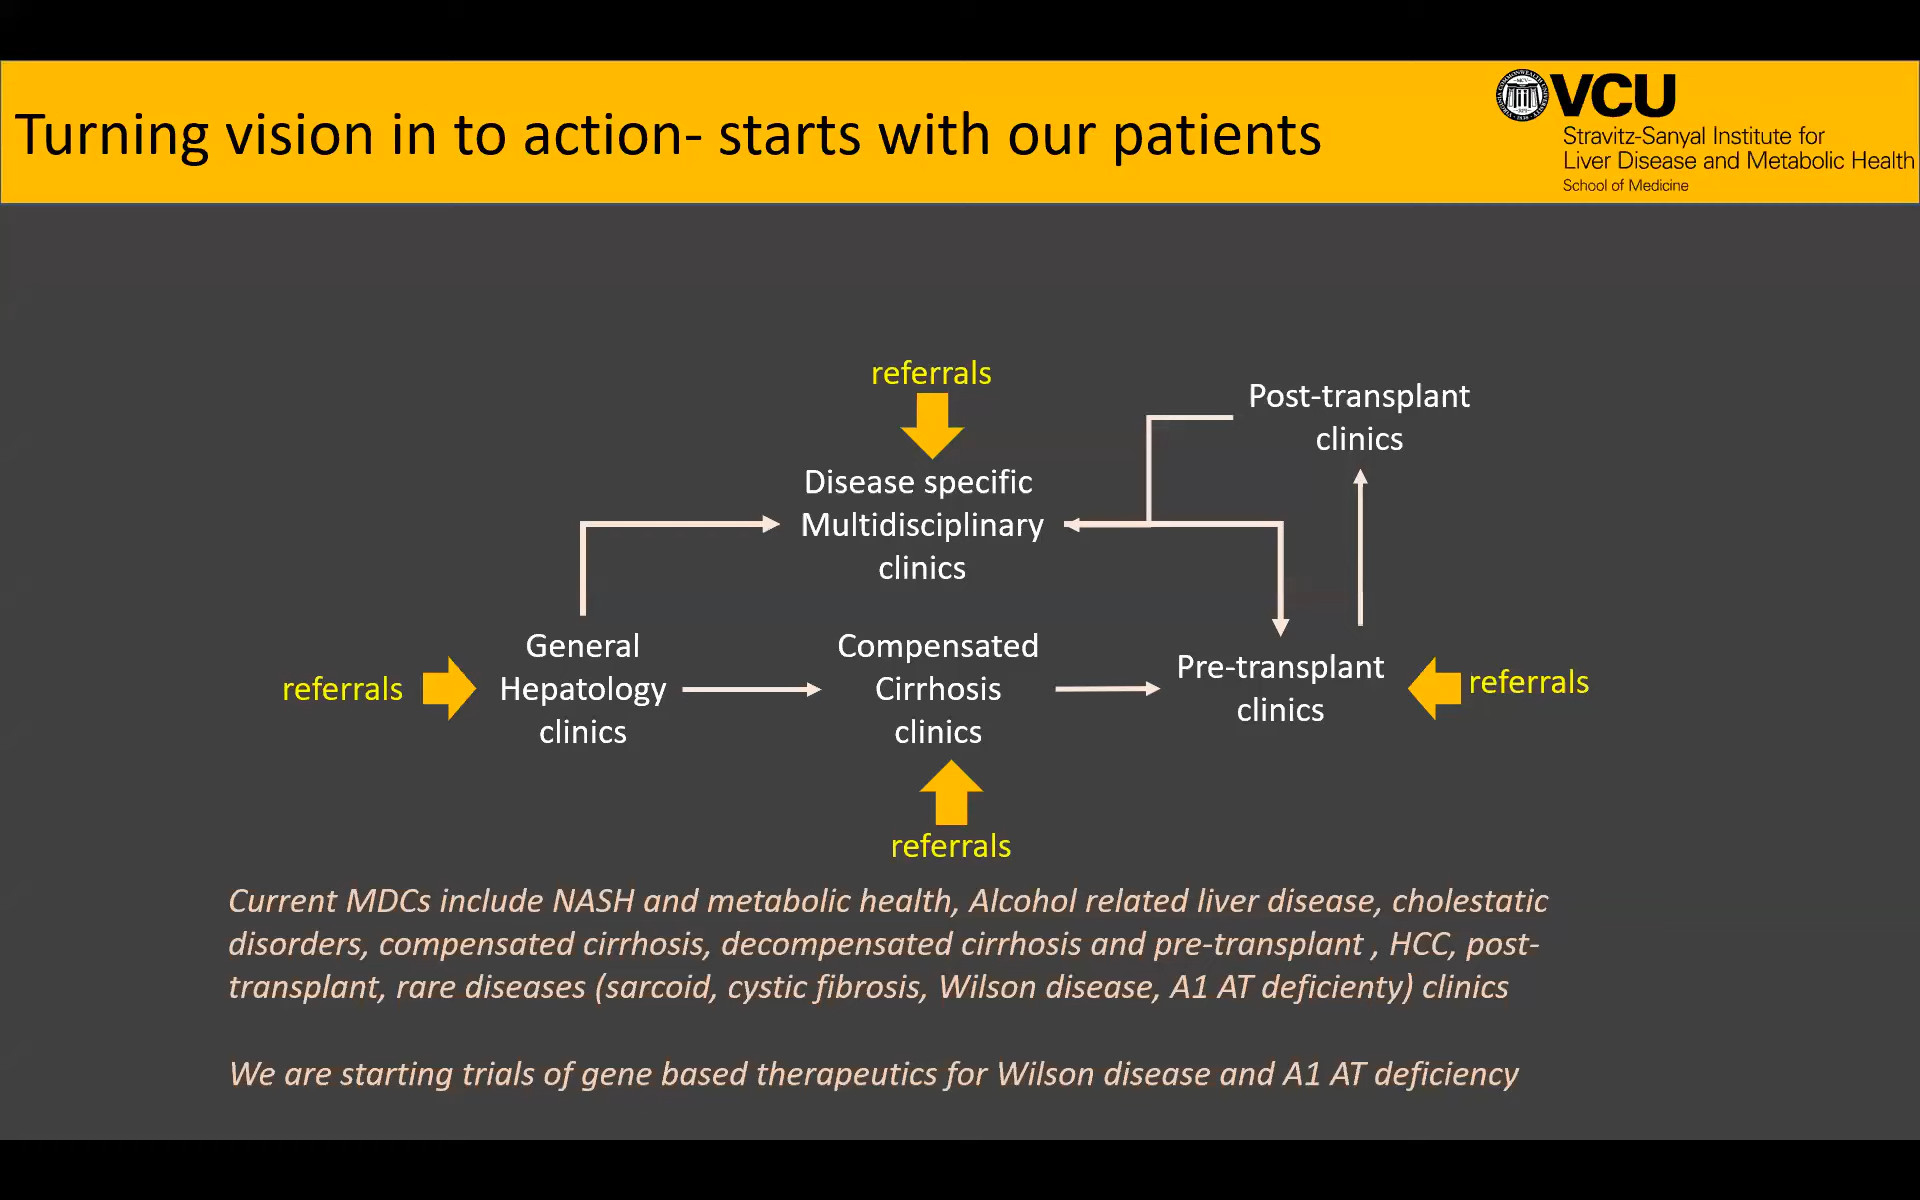 Turning vision in to action- starts with our patients
VCU
Stravitz-Sanyal Institute for
Liver Disease and Metabolic Health
School of Medicine
referrals
Post-transplant
clinics
Disease specific
Multidisciplinary
clinics
referrals
General
Hepatology
clinics
Compensated
Cirrhosis
clinics
Pre-transplant
clinics
referrals
referrals
Current MDCs include NASH and metabolic health, Alcohol related liver disease, cholestatic
disorders, compensated cirrhosis, decompensated cirrhosis and pre-transplant , HCC, post-
transplant, rare diseases (sarcoid, cystic fibrosis, Wilson disease, A1 AT deficienty) clinics
We are starting trials of gene based therapeutics for Wilson disease and A1 AT deficiency